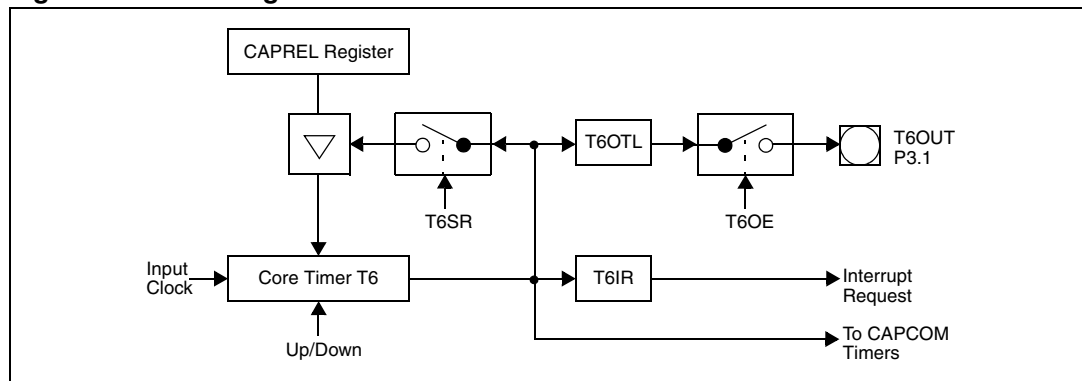 CAPREL Register
T6OTL
T6OUT
P3.1
T6SR
T6OE
Input
Clock
Core Timer T6
T6IR
Interrupt
Request
Up/Down
To CAPCOM
Timers